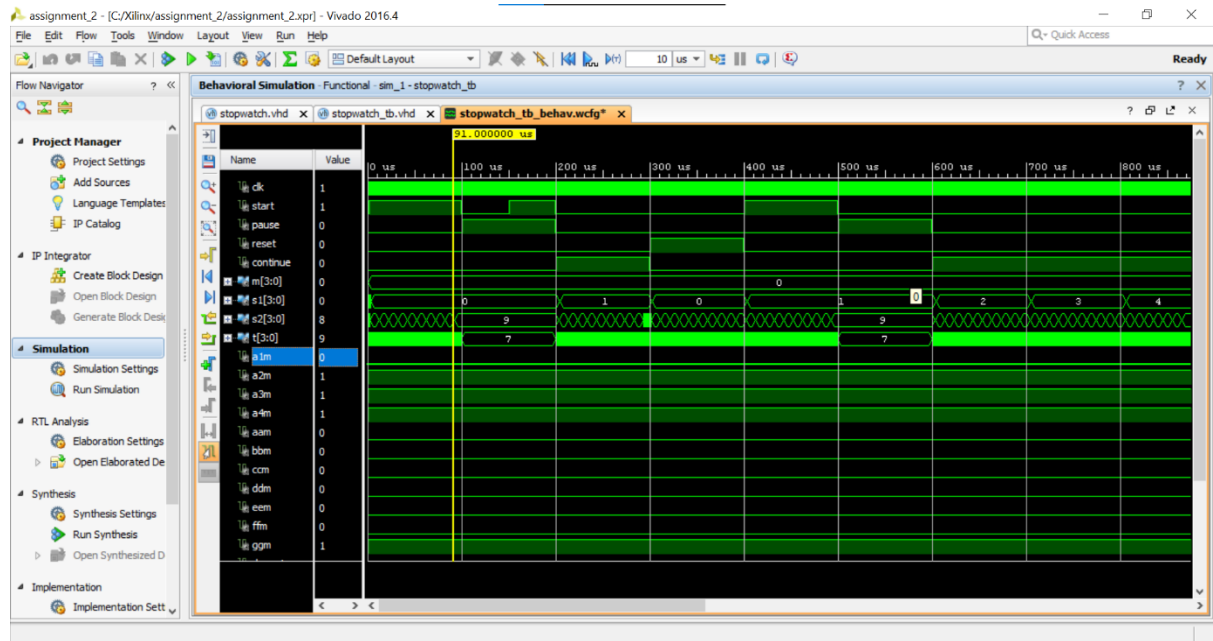 assignment_2 - [C:/Xilinx/assignment_2/assignment_2.xpr] - Vivado 2016.4
File Edit Flow Tools Window Layout View Run Help
Q- Quick Access
Default Layout
10 us
Ready
Flow Navigator ? «
Behavioral Simulation - Functional - sim_1 - stopwatch_tb ? X
stopwatch.vhd x stopwatch_tb.vhd x stopwatch_tb_behav.wcfg* x
Project Manager
Project Settings
Add Sources
Language Templates
IP Catalog
IP Integrator
Create Block Design
Open Block Design
Generate Block Desi
Simulation
Simulation Settings
Run Simulation
RTL Analysis
Elaboration Settings
Open Elaborated De
Synthesis
Synthesis Settings
Run Synthesis
Open Synthesized D
Implementation
Implementation Sett
91.000000 us
Name Value
0 us 100 us 200 us 300 us 400 us 500 us 600 us 700 us 800 us
clk 1
start 1
pause 0
reset 0
continue 0
m[3:0] 0 0
s1[3:0] 0 0 1 0 1 0 2 3 4
s2[3:0] 8 9 9
t[3:0] 9 7 7
a1m 0
a2m 1
a3m 1
a4m 1
aam 0
bbm 0
ccm 0
ddm 0
eem 0
ffm 0
ggm 1